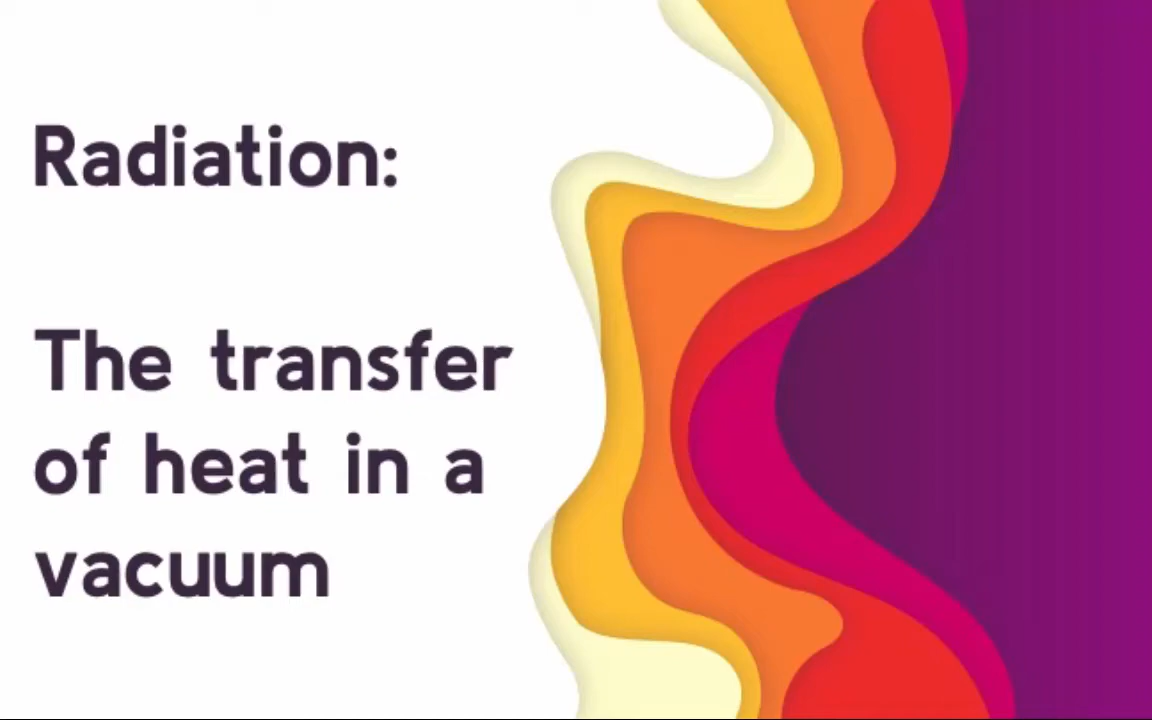 Radiation:
The transfer
of heat in a
vacuum